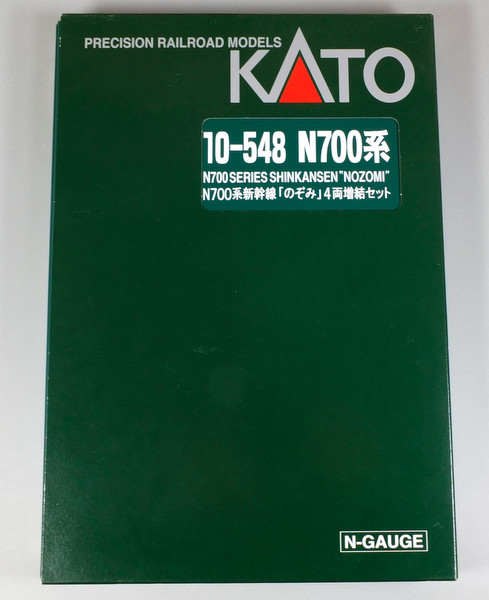 PRECISION RAILROAD MODELS
KATO
10-548 N700系
N700 SERIES SHINKANSEN "NOZOMI"
N700系新幹線「のぞみ」4両増結セット
N-GAUGE